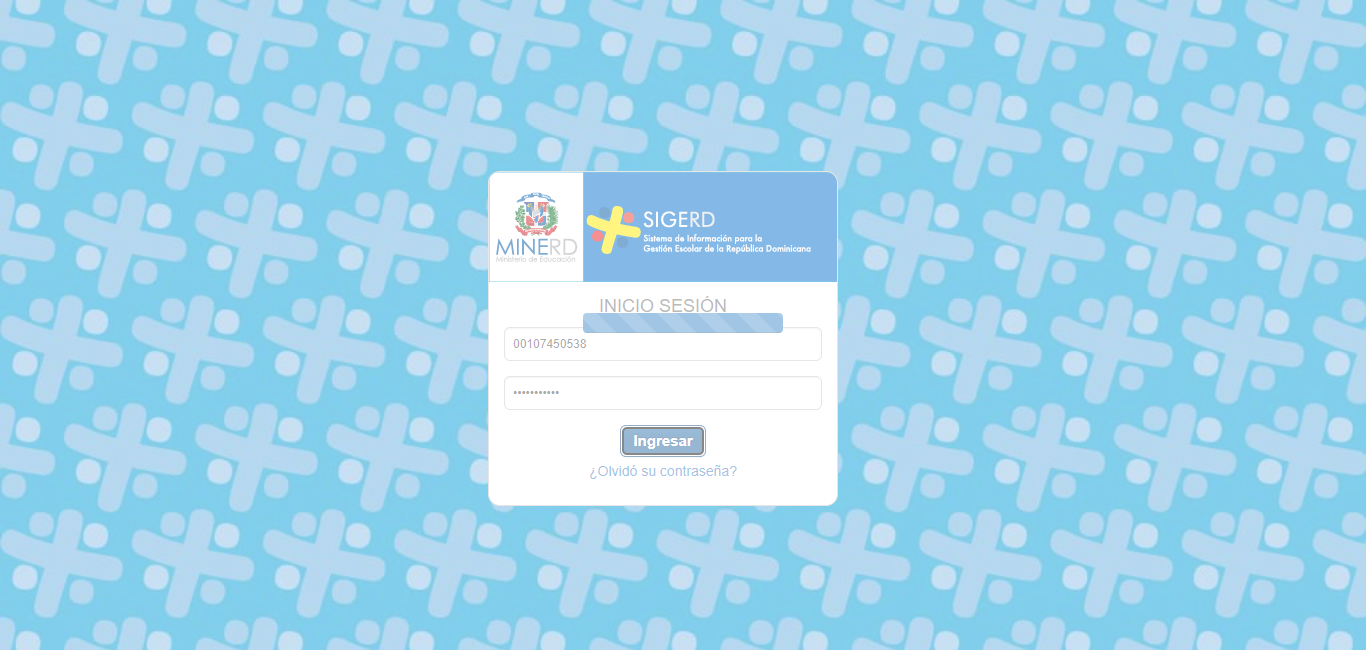 MINERD
Ministerio de Educación
SIGERD
Sistema de Información para la
Gestión Escolar de la República Dominicana
INICIO SESIÓN
00107450538
•••••••••••
Ingresar
¿Olvidó su contraseña?